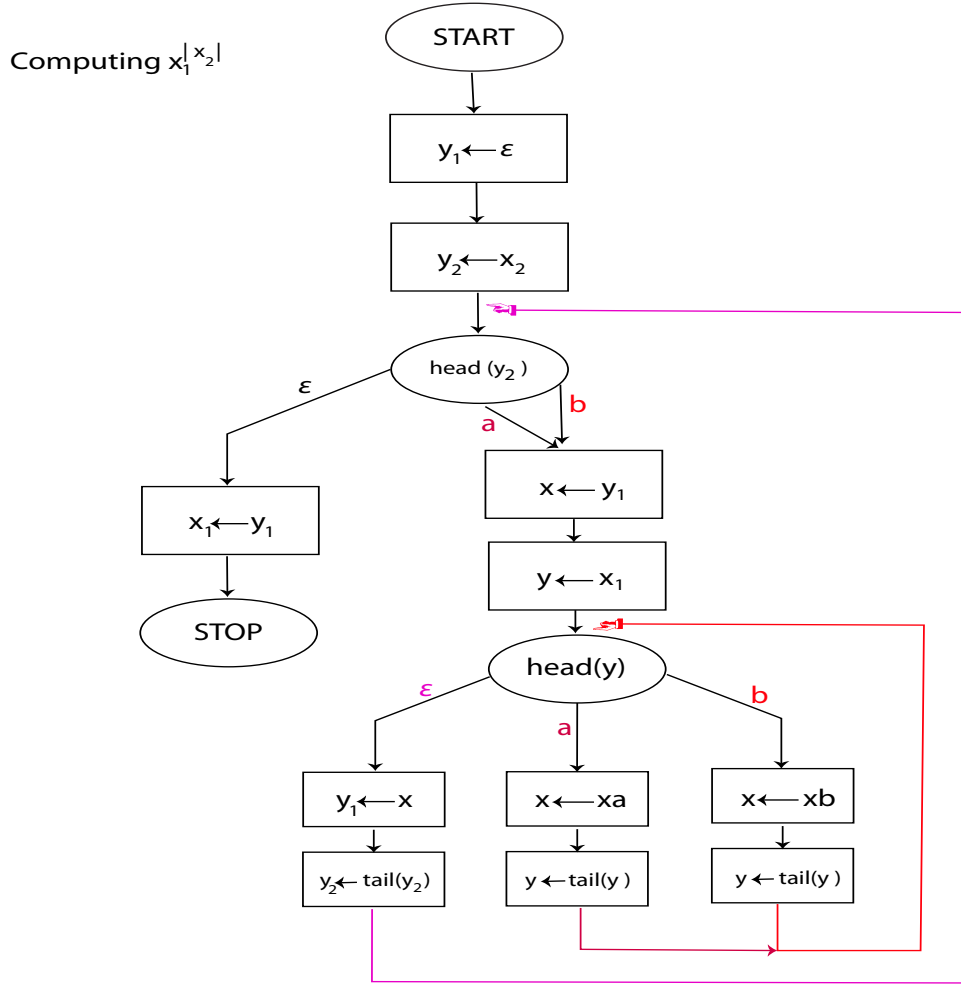 START
Computing x₁^|x₂|
y₁ ← ε
y₂ ← x₂
head (y₂ )
ε
a
b
x ← y₁
x₁ ← y₁
y ← x₁
STOP
head(y)
ε
a
b
y₁ ← x
x ← xa
x ← xb
y₂ ← tail(y₂)
y ← tail(y )
y ← tail(y )